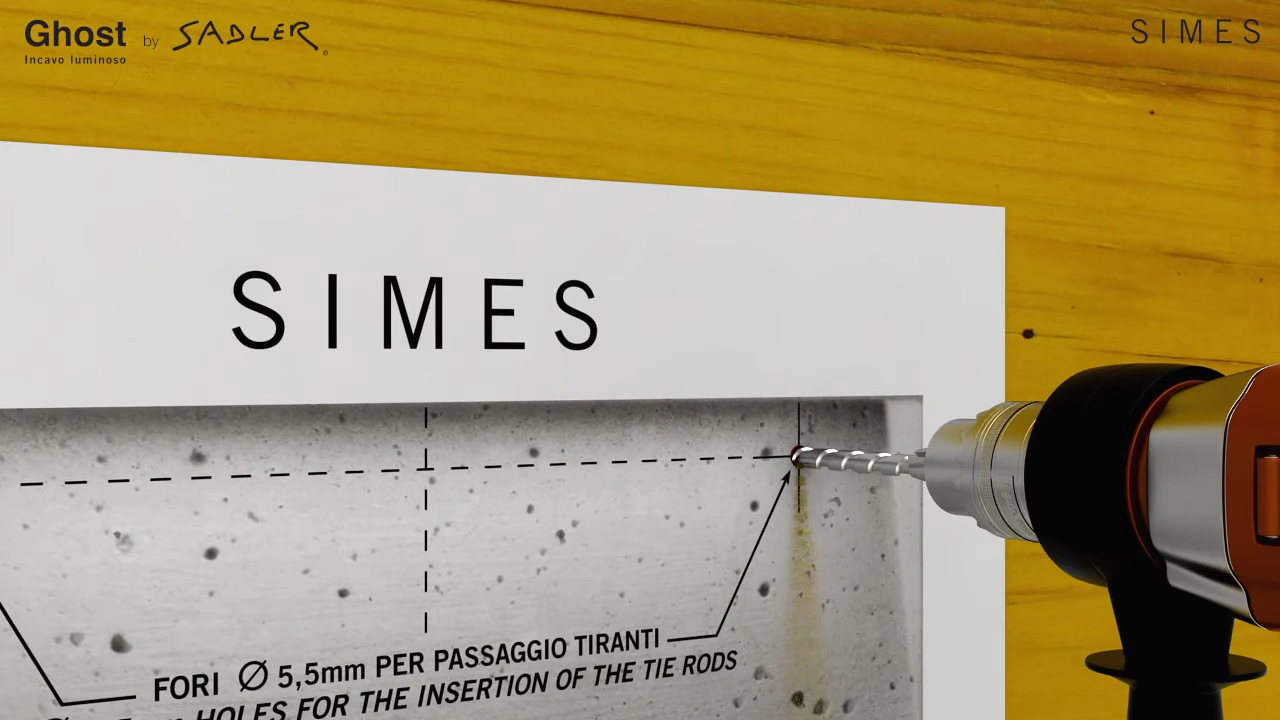 Ghost by SADLER
Incavo luminoso
SIMES
SIMES
FORI Ø 5,5mm PER PASSAGGIO TIRANTI
HOLES FOR THE INSERTION OF THE TIE RODS